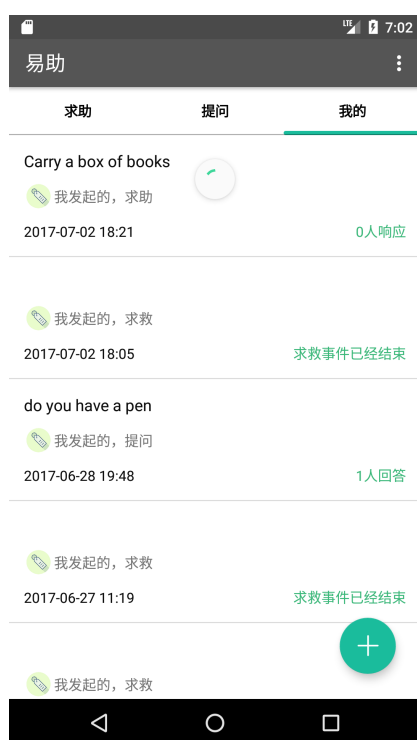 LTE 7:02
易助
求助 提问 我的
Carry a box of books
我发起的，求助
2017-07-02 18:21 0人响应
我发起的，求救
2017-07-02 18:05 求救事件已经结束
do you have a pen
我发起的，提问
2017-06-28 19:48 1人回答
我发起的，求救
2017-06-27 11:19 求救事件已经结束
我发起的，求救